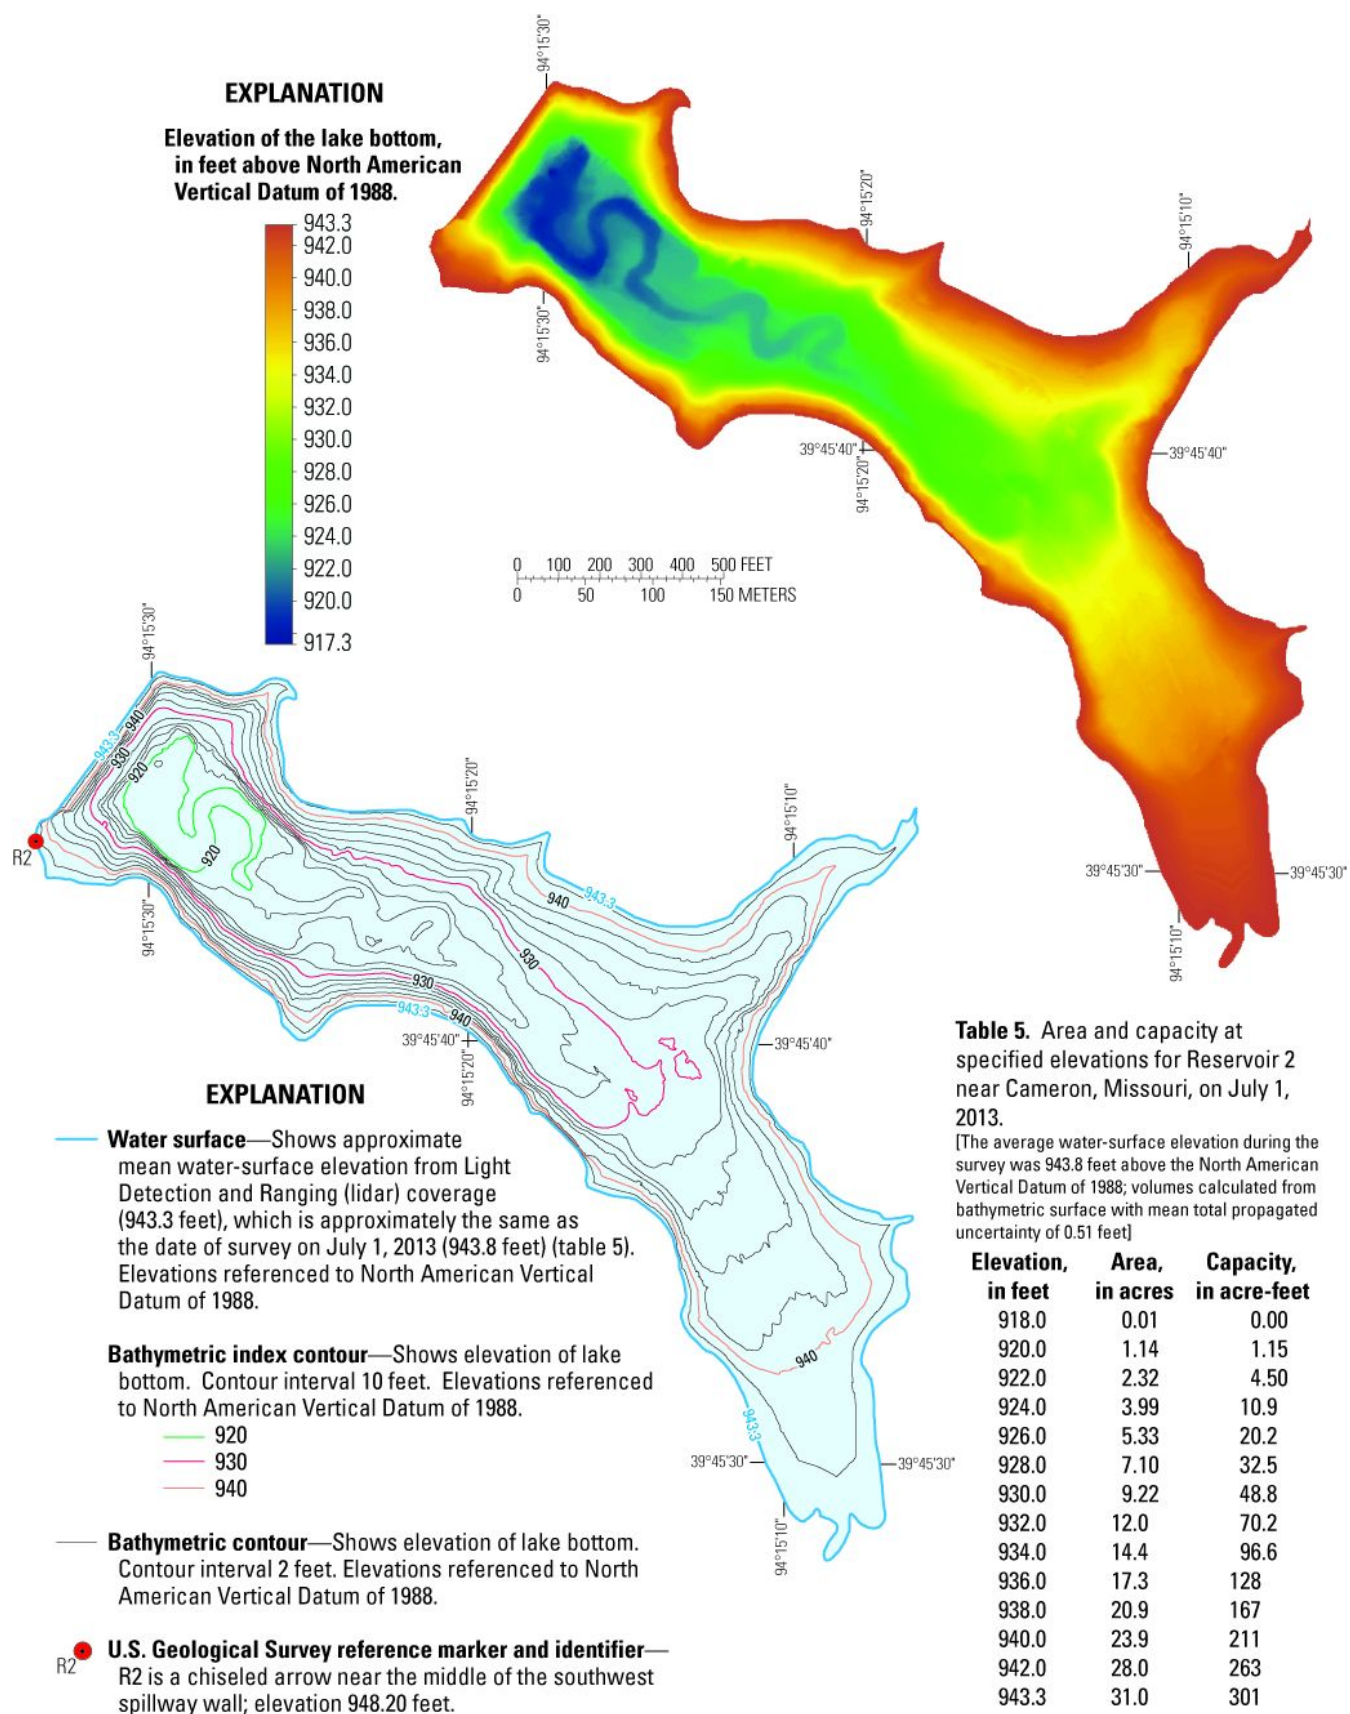 94°15'30"
EXPLANATION
Elevation of the lake bottom,
in feet above North American
Vertical Datum of 1988.
943.3
942.0
940.0
938.0
936.0
934.0
932.0
930.0
928.0
926.0
924.0
922.0
920.0
917.3
94°15'20"
94°15'10"
94°15'30"
39°45'40"
94°15'20"
39°45'40"
0 100 200 300 400 500 FEET
0 50 100 150 METERS
39°45'30"
39°45'30"
94°15'10"
94°15'30"
940
943.3
930
920
920
R2
94°15'30"
94°15'20"
94°15'10"
940
943.3
930
930
943.3
940
39°45'40"
94°15'20"
39°45'40"
940
943.3
39°45'30"
39°45'30"
94°15'10"
EXPLANATION
Water surface—Shows approximate
mean water-surface elevation from Light
Detection and Ranging (lidar) coverage
(943.3 feet), which is approximately the same as
the date of survey on July 1, 2013 (943.8 feet) (table 5).
Elevations referenced to North American Vertical
Datum of 1988.
Bathymetric index contour—Shows elevation of lake
bottom. Contour interval 10 feet. Elevations referenced
to North American Vertical Datum of 1988.
920
930
940
Bathymetric contour—Shows elevation of lake bottom.
Contour interval 2 feet. Elevations referenced to North
American Vertical Datum of 1988.
R2
U.S. Geological Survey reference marker and identifier—
R2 is a chiseled arrow near the middle of the southwest
spillway wall; elevation 948.20 feet.
Table 5. Area and capacity at
specified elevations for Reservoir 2
near Cameron, Missouri, on July 1,
2013.
[The average water-surface elevation during the
survey was 943.8 feet above the North American
Vertical Datum of 1988; volumes calculated from
bathymetric surface with mean total propagated
uncertainty of 0.51 feet]
Elevation, Area, Capacity,
in feet in acres in acre-feet
918.0 0.01 0.00
920.0 1.14 1.15
922.0 2.32 4.50
924.0 3.99 10.9
926.0 5.33 20.2
928.0 7.10 32.5
930.0 9.22 48.8
932.0 12.0 70.2
934.0 14.4 96.6
936.0 17.3 128
938.0 20.9 167
940.0 23.9 211
942.0 28.0 263
943.3 31.0 301